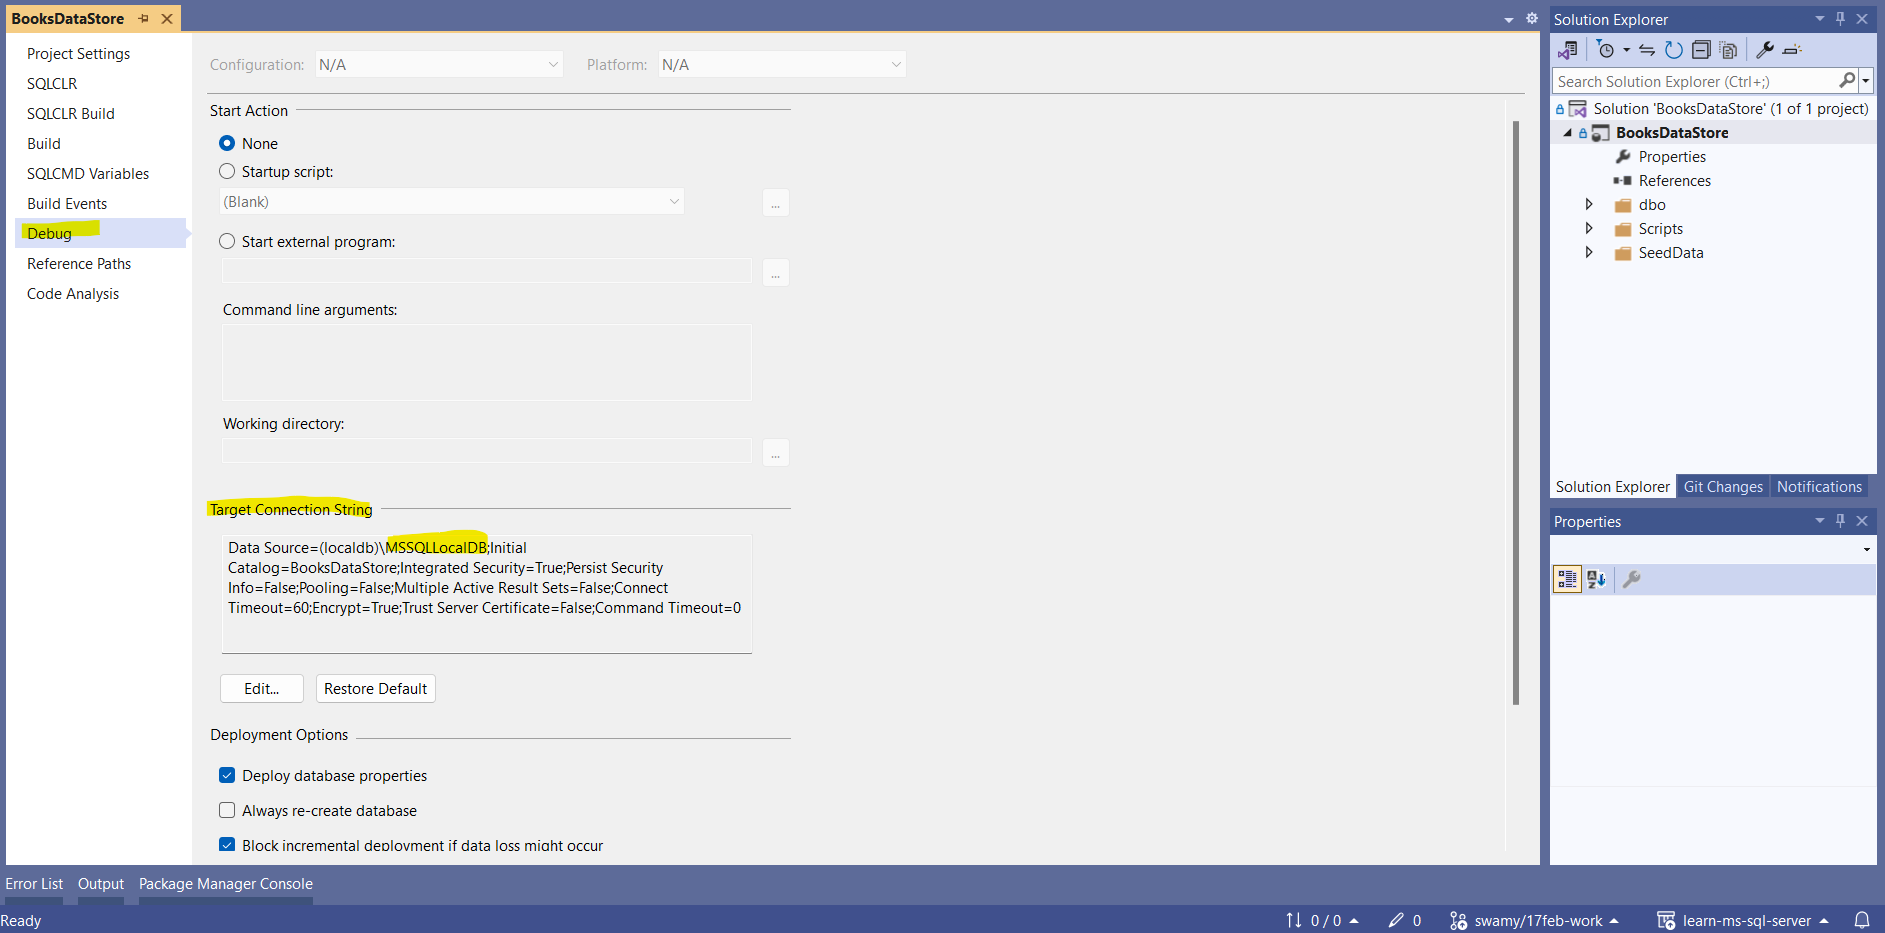 BooksDataStore
Project Settings
SQLCLR
SQLCLR Build
Build
SQLCMD Variables
Build Events
Debug
Reference Paths
Code Analysis
Configuration: N/A
Platform: N/A
Start Action
None
Startup script:
(Blank)
...
Start external program:
...
Command line arguments:
Working directory:
...
Target Connection String
Data Source=(localdb)\MSSQLLocalDB;Initial
Catalog=BooksDataStore;Integrated Security=True;Persist Security
Info=False;Pooling=False;Multiple Active Result Sets=False;Connect
Timeout=60;Encrypt=True;Trust Server Certificate=False;Command Timeout=0
Edit...
Restore Default
Deployment Options
Deploy database properties
Always re-create database
Block incremental deployment if data loss might occur
Solution Explorer
Search Solution Explorer (Ctrl+;)
Solution 'BooksDataStore' (1 of 1 project)
BooksDataStore
Properties
References
dbo
Scripts
SeedData
Solution Explorer
Git Changes
Notifications
Properties
Error List
Output
Package Manager Console
Ready
0 / 0
0
swamy/17feb-work
learn-ms-sql-server